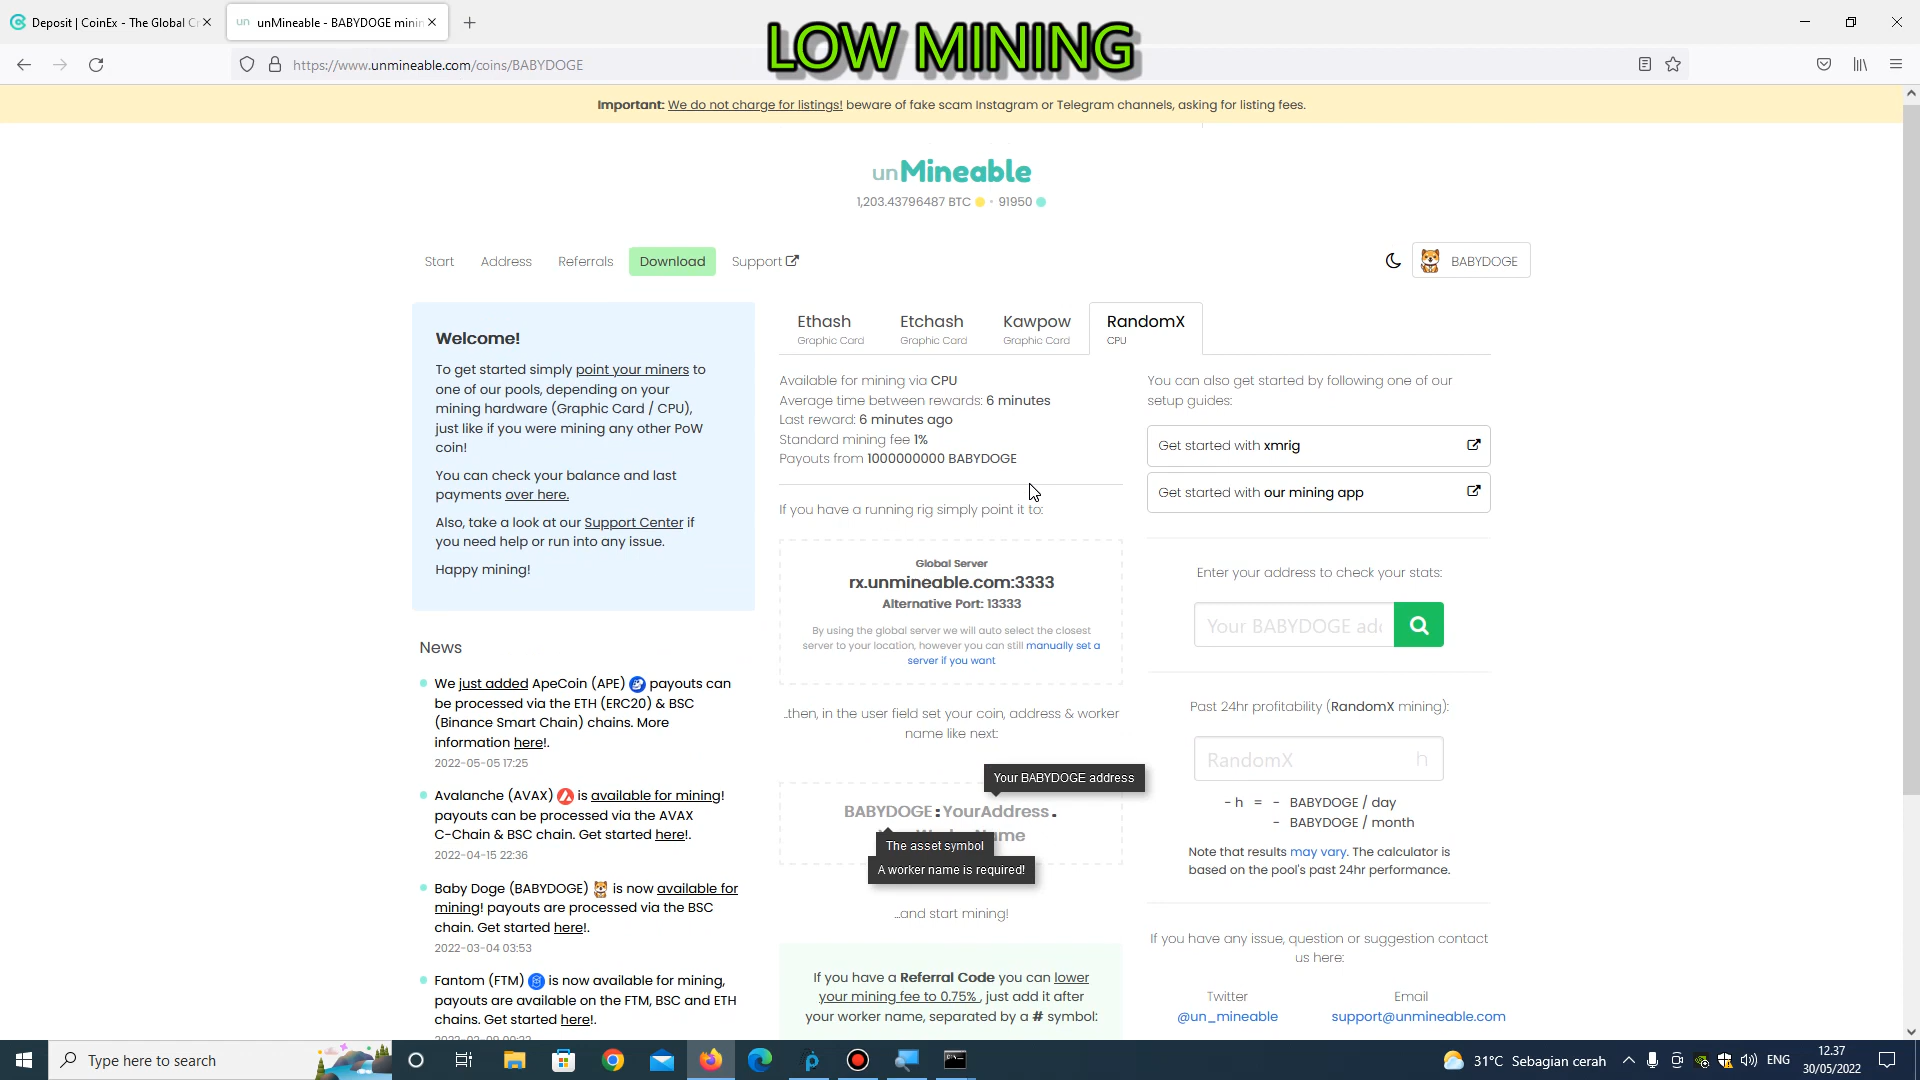 Deposit | CoinEx - The Global C
unMineable - BABYDOGE minin
LOW MINING
https://www.unmineable.com/coins/BABYDOGE
Important: We do not charge for listings! beware of fake scam Instagram or Telegram channels, asking for listing fees.
unMineable
1,203.43796487 BTC • 91950
Start Address Referrals Download Support
BABYDOGE
Welcome!
To get started simply point your miners to
one of our pools, depending on your
mining hardware (Graphic Card / CPU),
just like if you were mining any other PoW
coin!
You can check your balance and last
payments over here.
Also, take a look at our Support Center if
you need help or run into any issue.
Happy mining!
News
We just added ApeCoin (APE) payouts can
be processed via the ETH (ERC20) & BSC
(Binance Smart Chain) chains. More
information here!.
2022-05-05 17:25
Avalanche (AVAX) is available for mining!
payouts can be processed via the AVAX
C-Chain & BSC chain. Get started here!.
2022-04-15 22:36
Baby Doge (BABYDOGE) is now available for
mining! payouts are processed via the BSC
chain. Get started here!.
2022-03-04 03:53
Fantom (FTM) is now available for mining,
payouts are available on the FTM, BSC and ETH
chains. Get started here!.
Ethash Etchash Kawpow RandomX
Graphic Card Graphic Card Graphic Card CPU
Available for mining via CPU
Average time between rewards: 6 minutes
Last reward: 6 minutes ago
Standard mining fee 1%
Payouts from 1000000000 BABYDOGE
If you have a running rig simply point it to:
Global Server
rx.unmineable.com:3333
Alternative Port: 13333
By using the global server we will auto select the closest
server to your location, however you can still manually set a
server if you want
..then, in the user field set your coin, address & worker
name like next:
Your BABYDOGE address
BABYDOGE:YourAddress.
The asset symbol
A worker name is required!
...and start mining!
If you have a Referral Code you can lower
your mining fee to 0.75%, just add it after
your worker name, separated by a # symbol:
You can also get started by following one of our
setup guides:
Get started with xmrig
Get started with our mining app
Enter your address to check your stats:
Your BABYDOGE add
Past 24hr profitability (RandomX mining):
RandomX h
- h = - BABYDOGE / day
- BABYDOGE / month
Note that results may vary. The calculator is
based on the pool's past 24hr performance.
If you have any issue, question or suggestion contact
us here:
Twitter Email
@un_mineable support@unmineable.com
Type here to search
31°C Sebagian cerah
ENG
12.37
30/05/2022